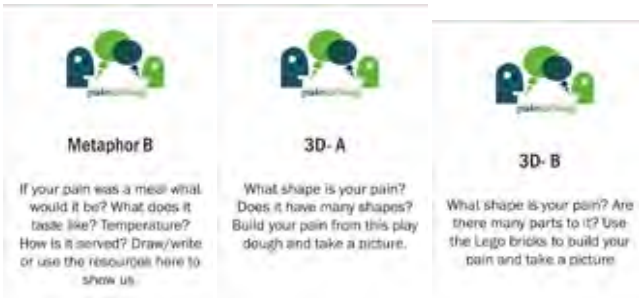 Metaphor B
If your pain was a meal what
would it be? What does it
taste like? Temperature?
How is it served? Draw/write
or use the resources here to
show us
3D- A
What shape is your pain?
Does it have many shapes?
Build your pain from this play
dough and take a picture.
3D- B
What shape is your pain? Are
there many parts to it? Use
the Lego bricks to build your
pain and take a picture